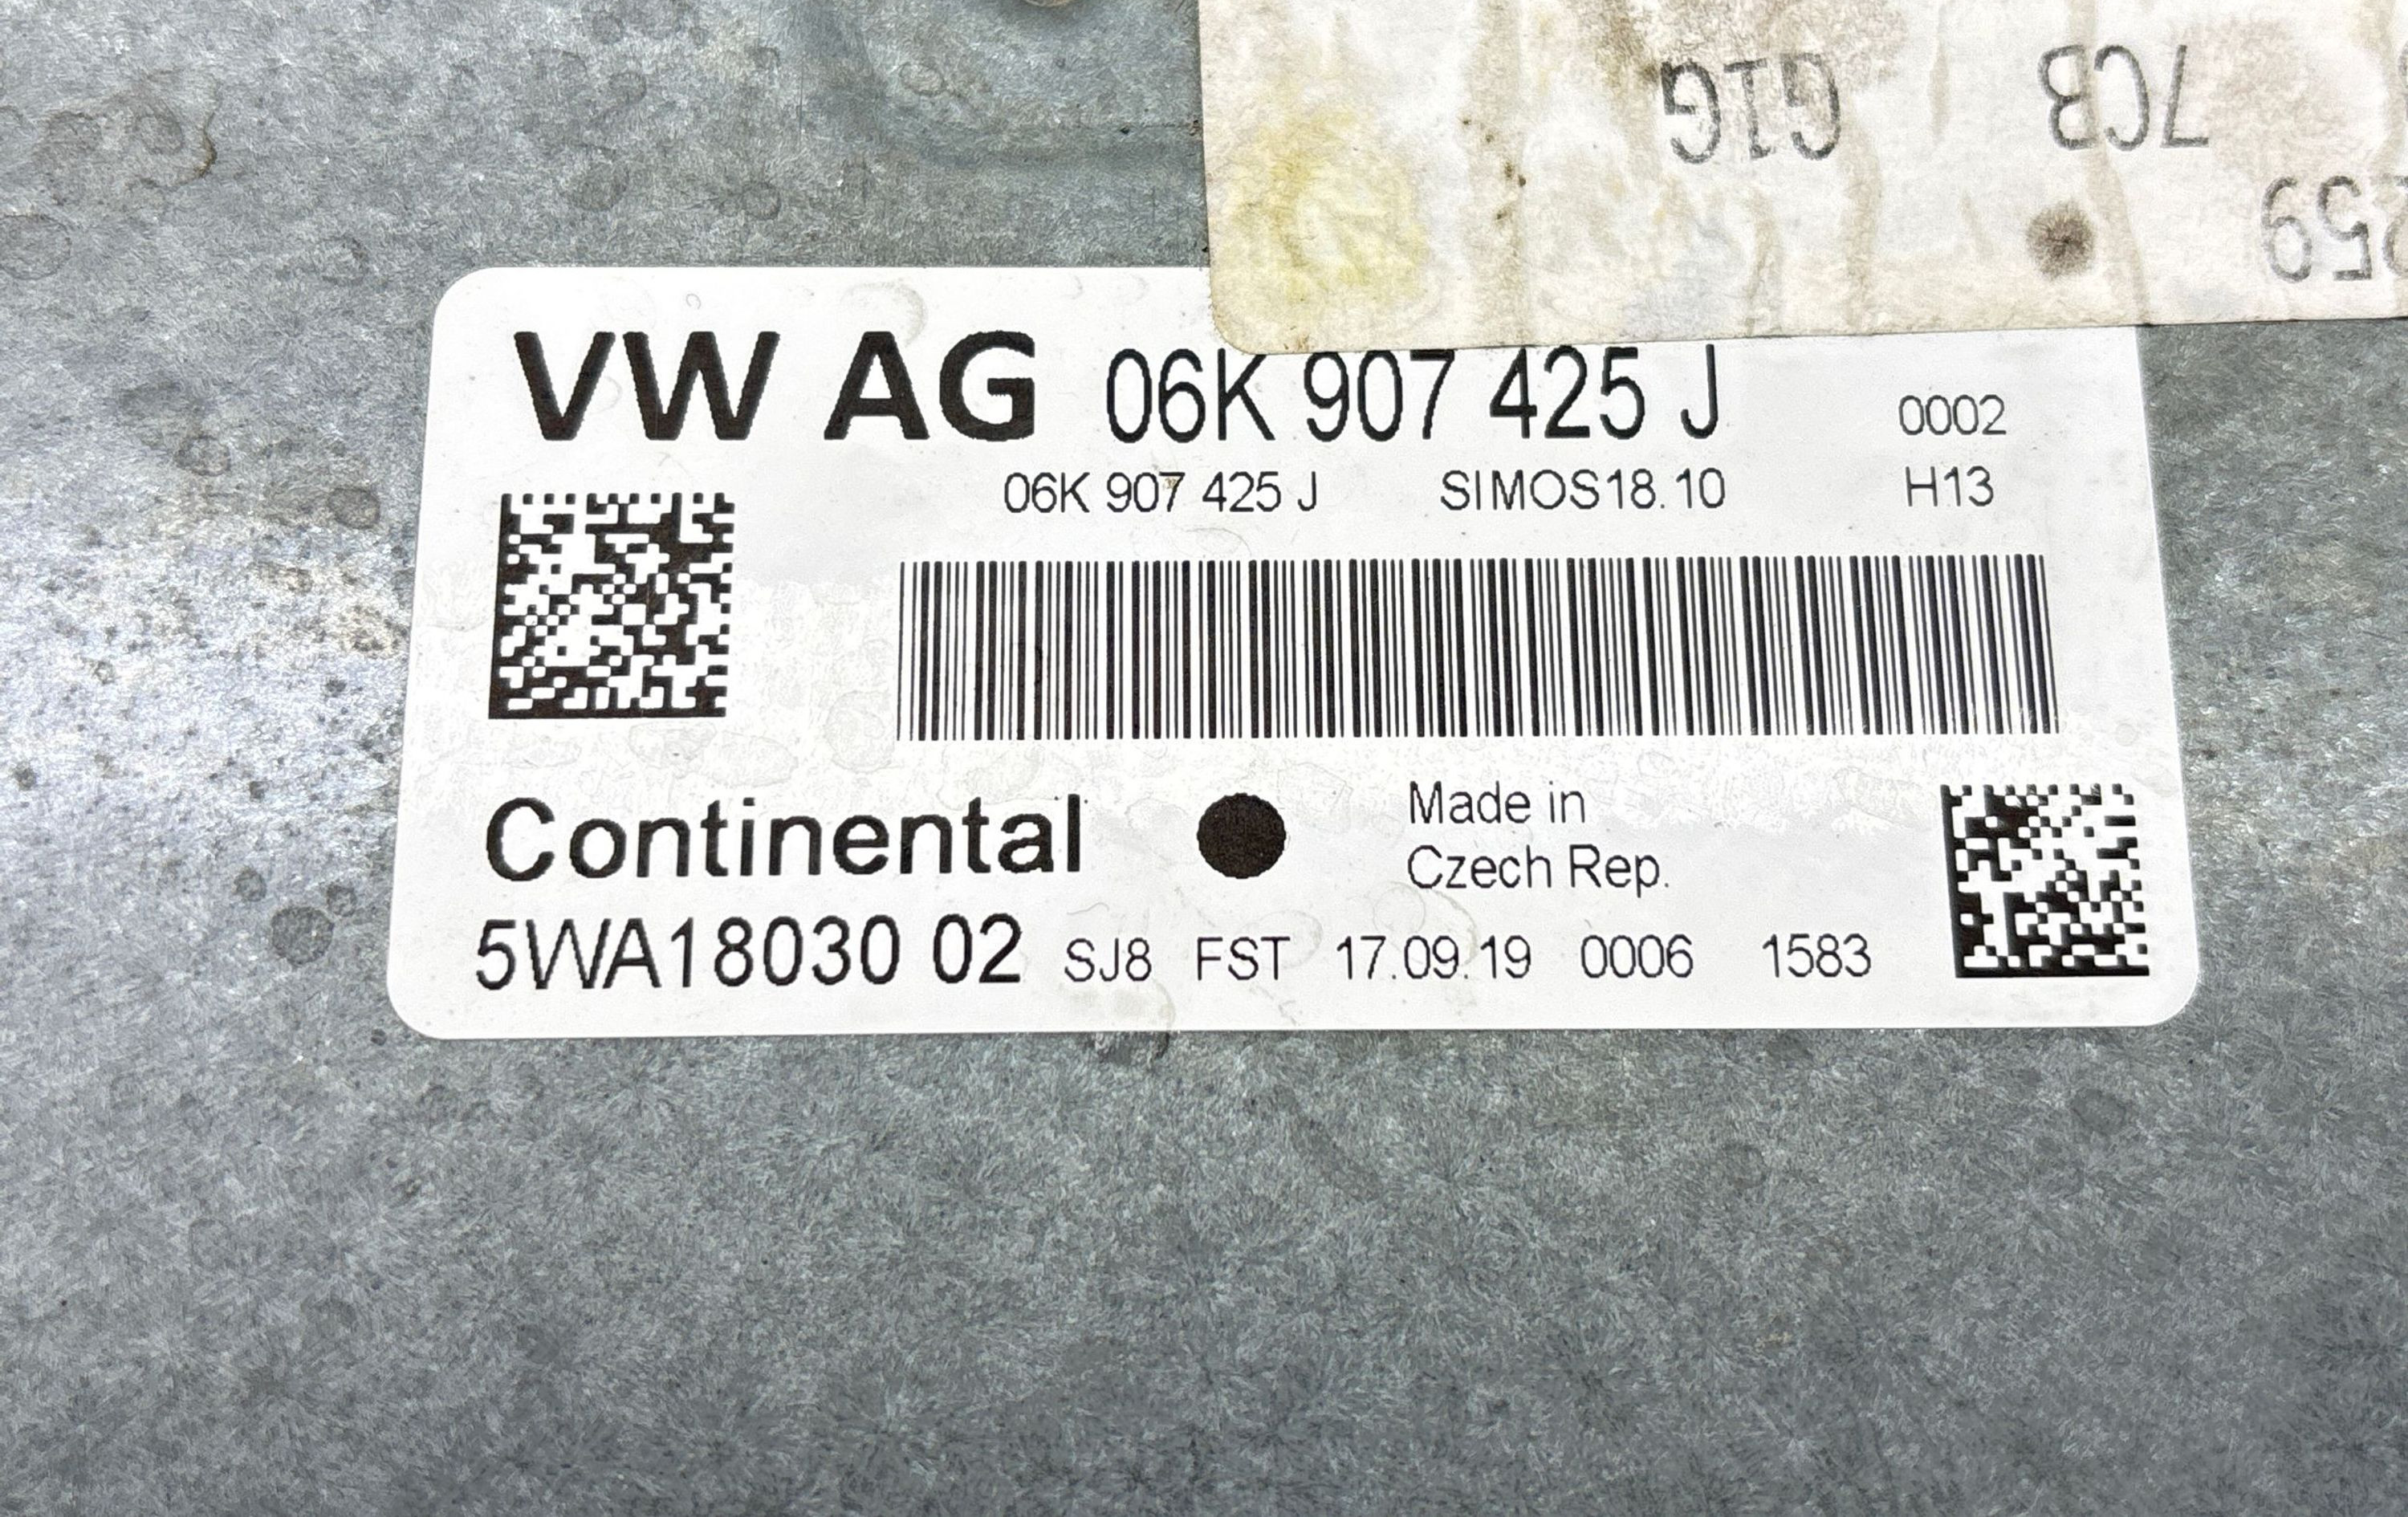 G1G 7CB
259
VW AG 06K 907 425 J 0002
06K 907 425 J SIMOS18.10 H13
Continental Made in
Czech Rep.
5WA18030 02 SJ8 FST 17.09.19 0006 1583